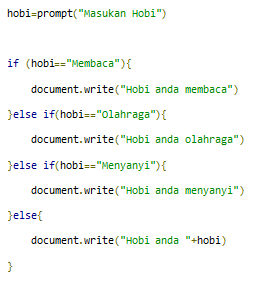 hobi=prompt("Masukan Hobi")
if (hobi=="Membaca"){
document.write("Hobi anda membaca")
}else if(hobi=="Olahraga"){
document.write("Hobi anda olahraga")
}else if(hobi=="Menyanyi"){
document.write("Hobi anda menyanyi")
}else{
document.write("Hobi anda "+hobi)
}